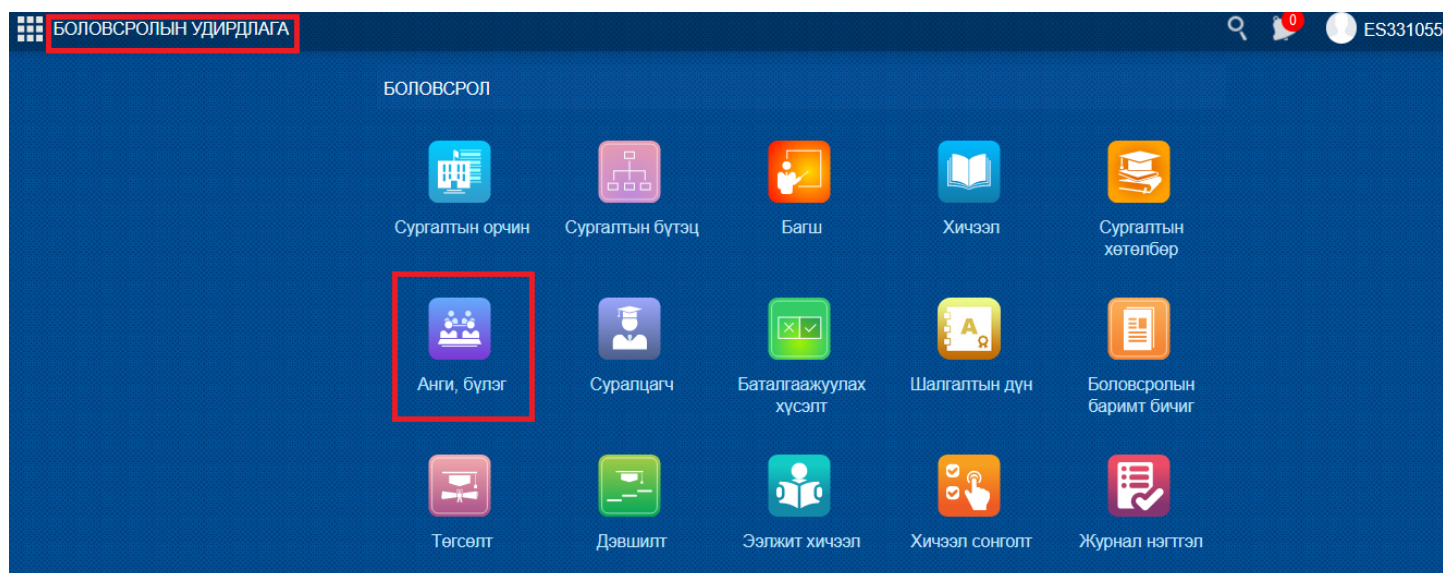 БОЛОВСРОЛЫН УДИРДЛАГА
0
ES331055
БОЛОВСРОЛ
Сургалтын орчин
Сургалтын бүтэц
Багш
Хичээл
Сургалтын
хөтөлбөр
Анги, бүлэг
Суралцагч
Баталгаажуулах
хүсэлт
A
Шалгалтын дүн
Боловсролын
баримт бичиг
Төгсөлт
Дэвшилт
Ээлжит хичээл
Хичээл сонголт
Журнал нэгтгэл